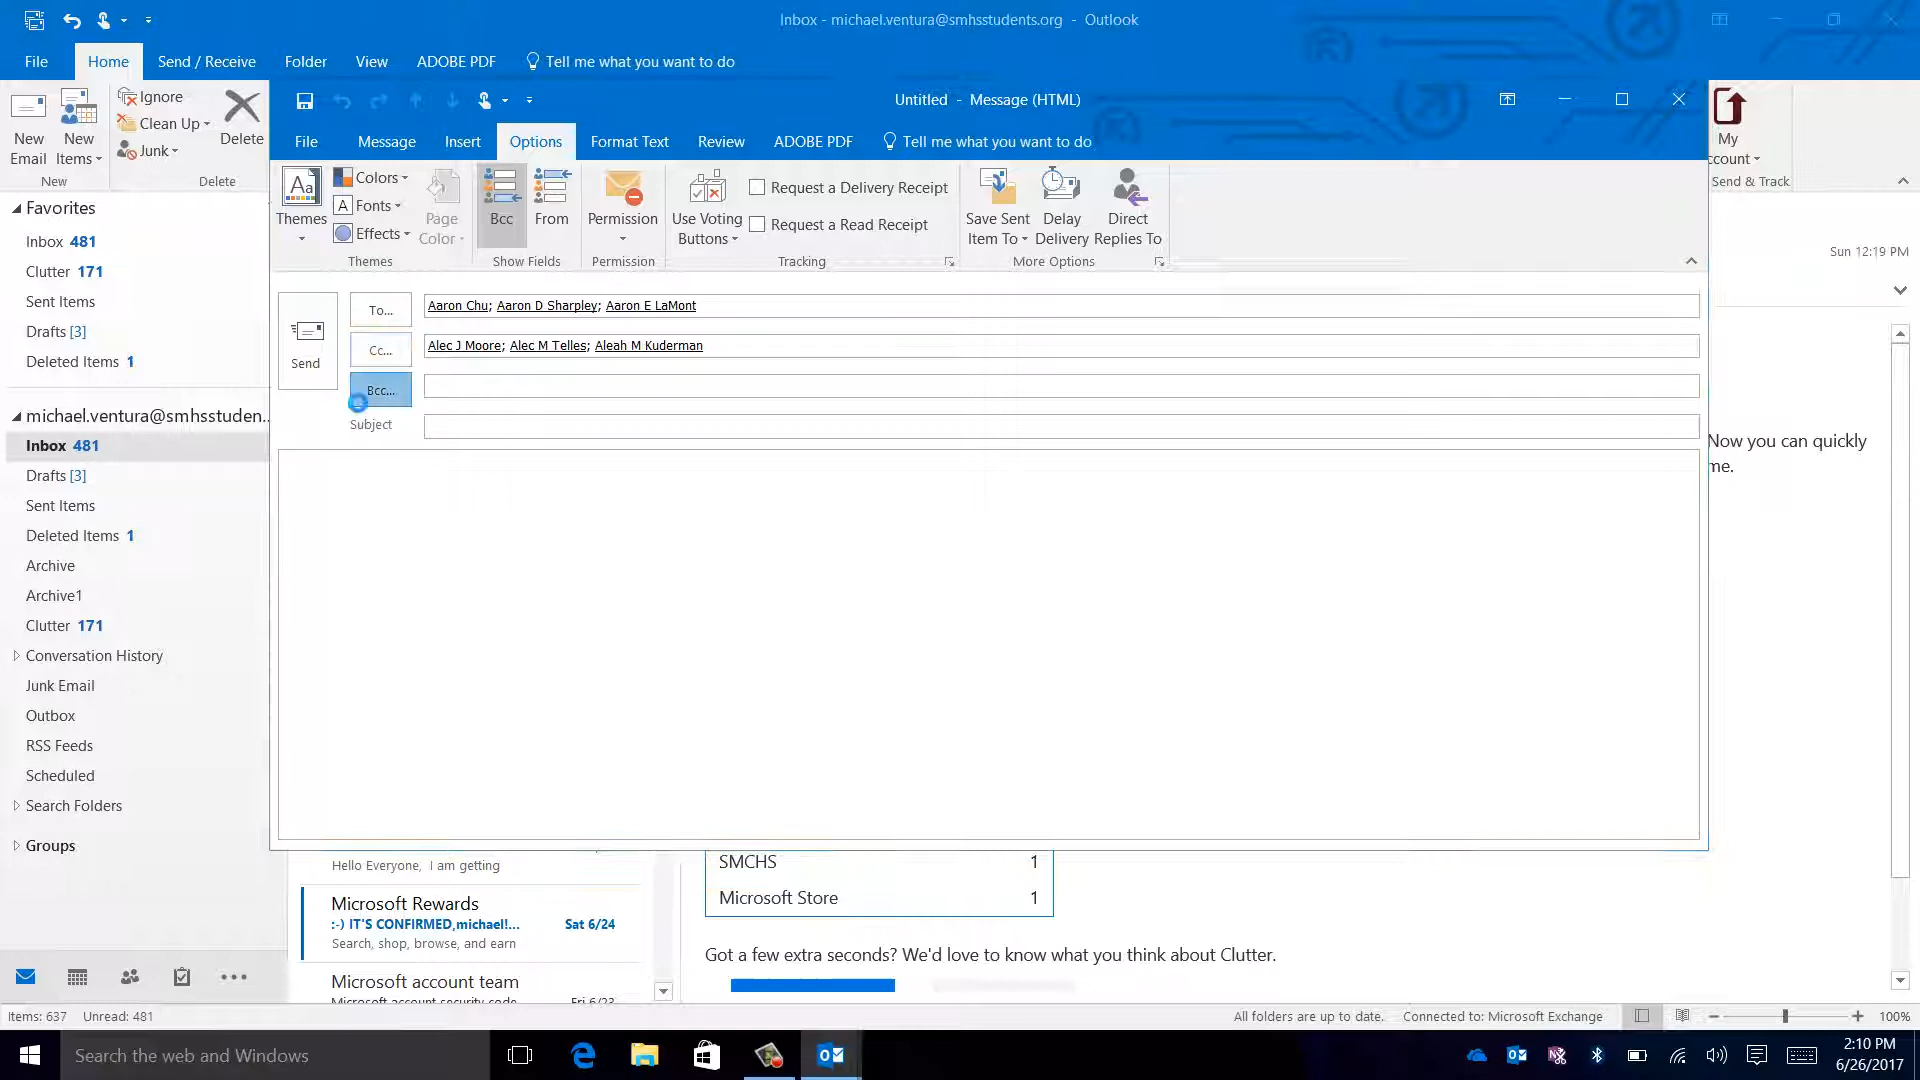 Inbox - michael.ventura@smhsstudents.org - Outlook
File Home Send / Receive Folder View ADOBE PDF Tell me what you want to do
New Email
New Items
Ignore
Clean Up
Junk
Delete
New
Delete
My
ccount
Send & Track
Untitled - Message (HTML)
File Message Insert Options Format Text Review ADOBE PDF Tell me what you want to do
Themes
Colors
Fonts
Effects
Page Color
Themes
Bcc
From
Show Fields
Permission
Permission
Use Voting Buttons
Request a Delivery Receipt
Request a Read Receipt
Tracking
Save Sent Item To
Delay Delivery
Direct Replies To
More Options
Send
To... Aaron Chu; Aaron D Sharpley; Aaron E LaMont
Cc... Alec J Moore; Alec M Telles; Aleah M Kuderman
Bcc...
Subject
Favorites
Inbox 481
Clutter 171
Sent Items
Drafts [3]
Deleted Items 1
michael.ventura@smhsstuden...
Inbox 481
Drafts [3]
Sent Items
Deleted Items 1
Archive
Archive1
Clutter 171
Conversation History
Junk Email
Outbox
RSS Feeds
Scheduled
Search Folders
Groups
Sun 12:19 PM
Now you can quickly
me.
Hello Everyone, I am getting
Microsoft Rewards
:-) IT'S CONFIRMED,michael!... Sat 6/24
Search, shop, browse, and earn
Microsoft account team
Microsoft account security code Fri 6/23
SMCHS 1
Microsoft Store 1
Got a few extra seconds? We'd love to know what you think about Clutter.
Items: 637 Unread: 481
All folders are up to date. Connected to: Microsoft Exchange 100%
Search the web and Windows
2:10 PM
6/26/2017